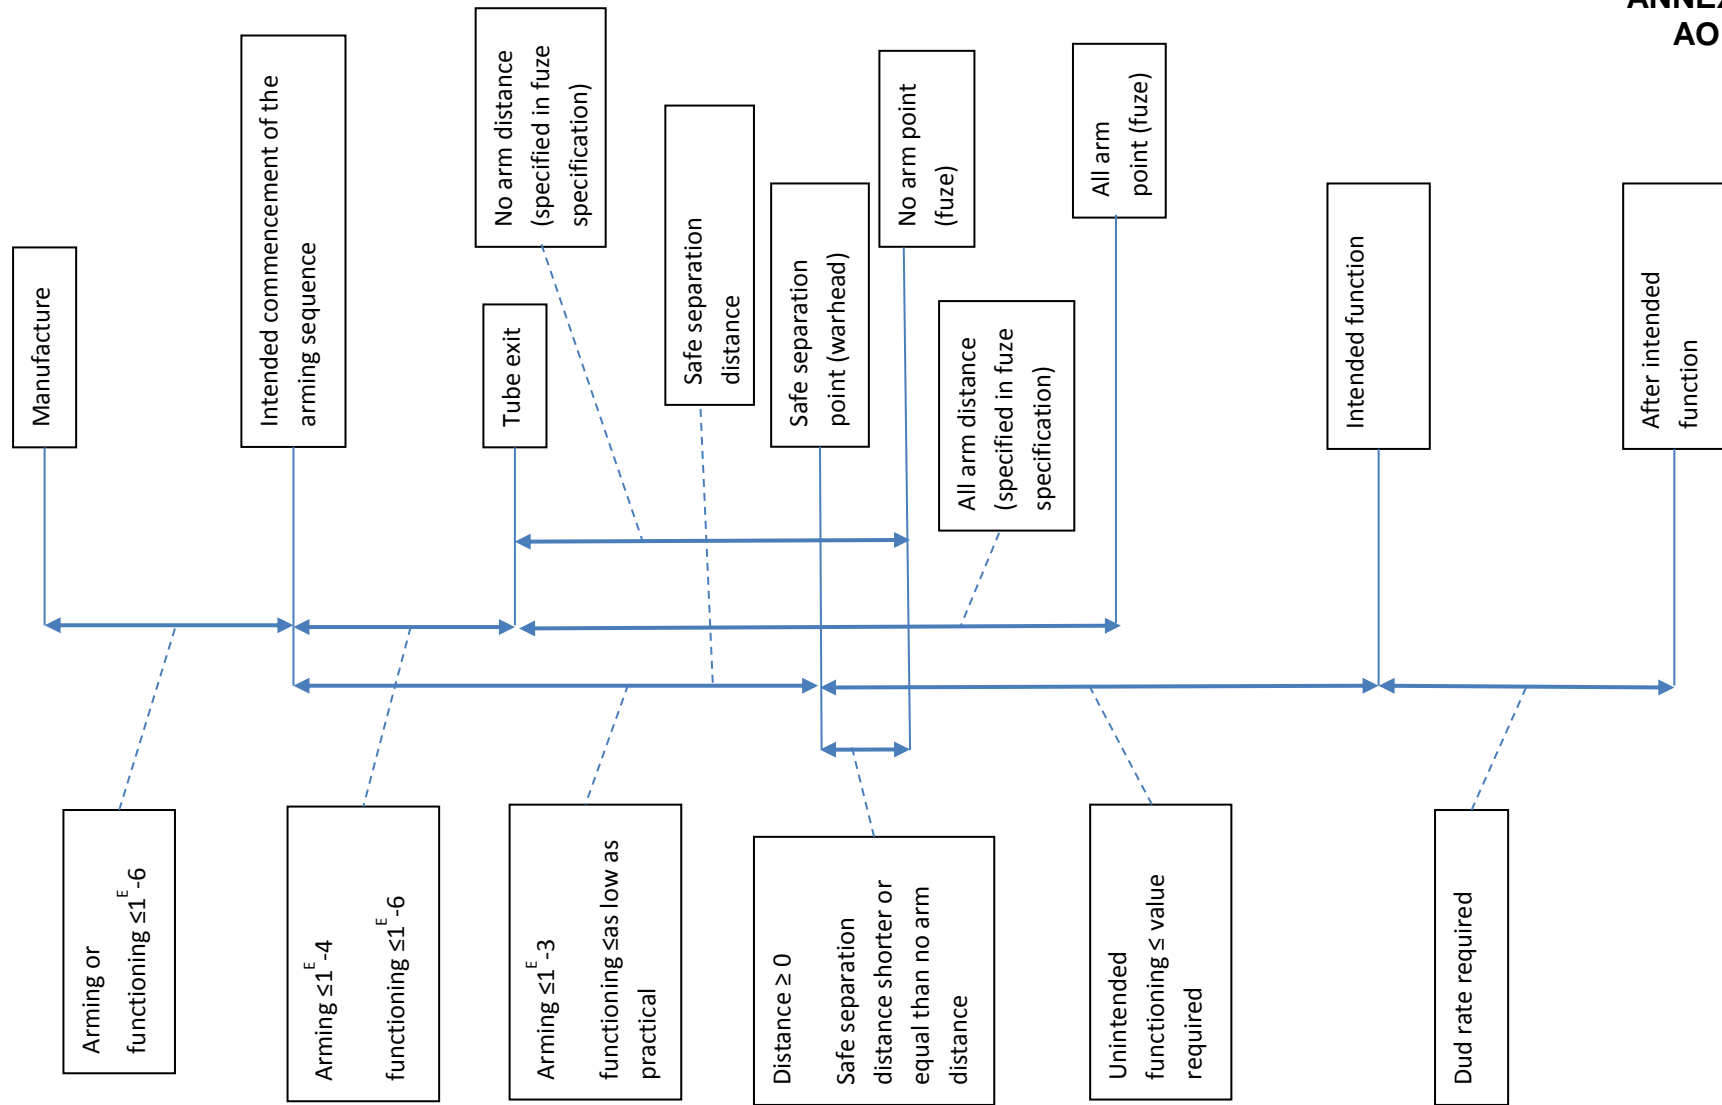 ANNEX
AO
Manufacture
Intended commencement of the
arming sequence
Tube exit
No arm distance
(specified in fuze
specification)
Safe separation
distance
Safe separation
point (warhead)
No arm point
(fuze)
All arm distance
(specified in fuze
specification)
All arm
point (fuze)
Intended function
After intended
function
Arming or
functioning ≤1ᴱ-6
Arming ≤1ᴱ-4
functioning ≤1ᴱ-6
Arming ≤1ᴱ-3
functioning ≤as low as
practical
Distance ≥ 0
Safe separation
distance shorter or
equal than no arm
distance
Unintended
functioning ≤ value
required
Dud rate required